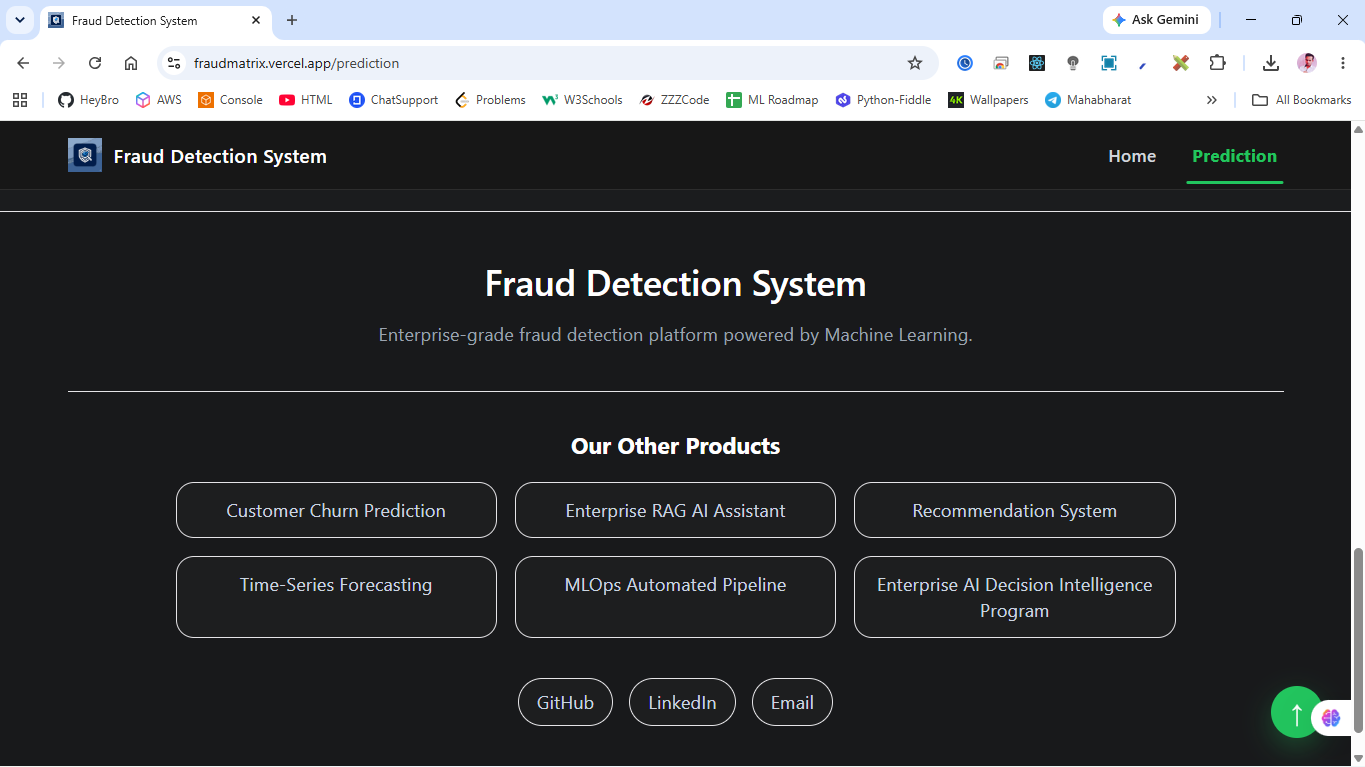 Fraud Detection System
Ask Gemini
fraudmatrix.vercel.app/prediction
HeyBro
AWS
Console
HTML
ChatSupport
Problems
W3Schools
ZZZCode
ML Roadmap
Python-Fiddle
4K Wallpapers
Mahabharat
All Bookmarks
Fraud Detection System
Home
Prediction
Fraud Detection System
Enterprise-grade fraud detection platform powered by Machine Learning.
Our Other Products
Customer Churn Prediction
Enterprise RAG AI Assistant
Recommendation System
Time-Series Forecasting
MLOps Automated Pipeline
Enterprise AI Decision Intelligence
Program
GitHub
LinkedIn
Email